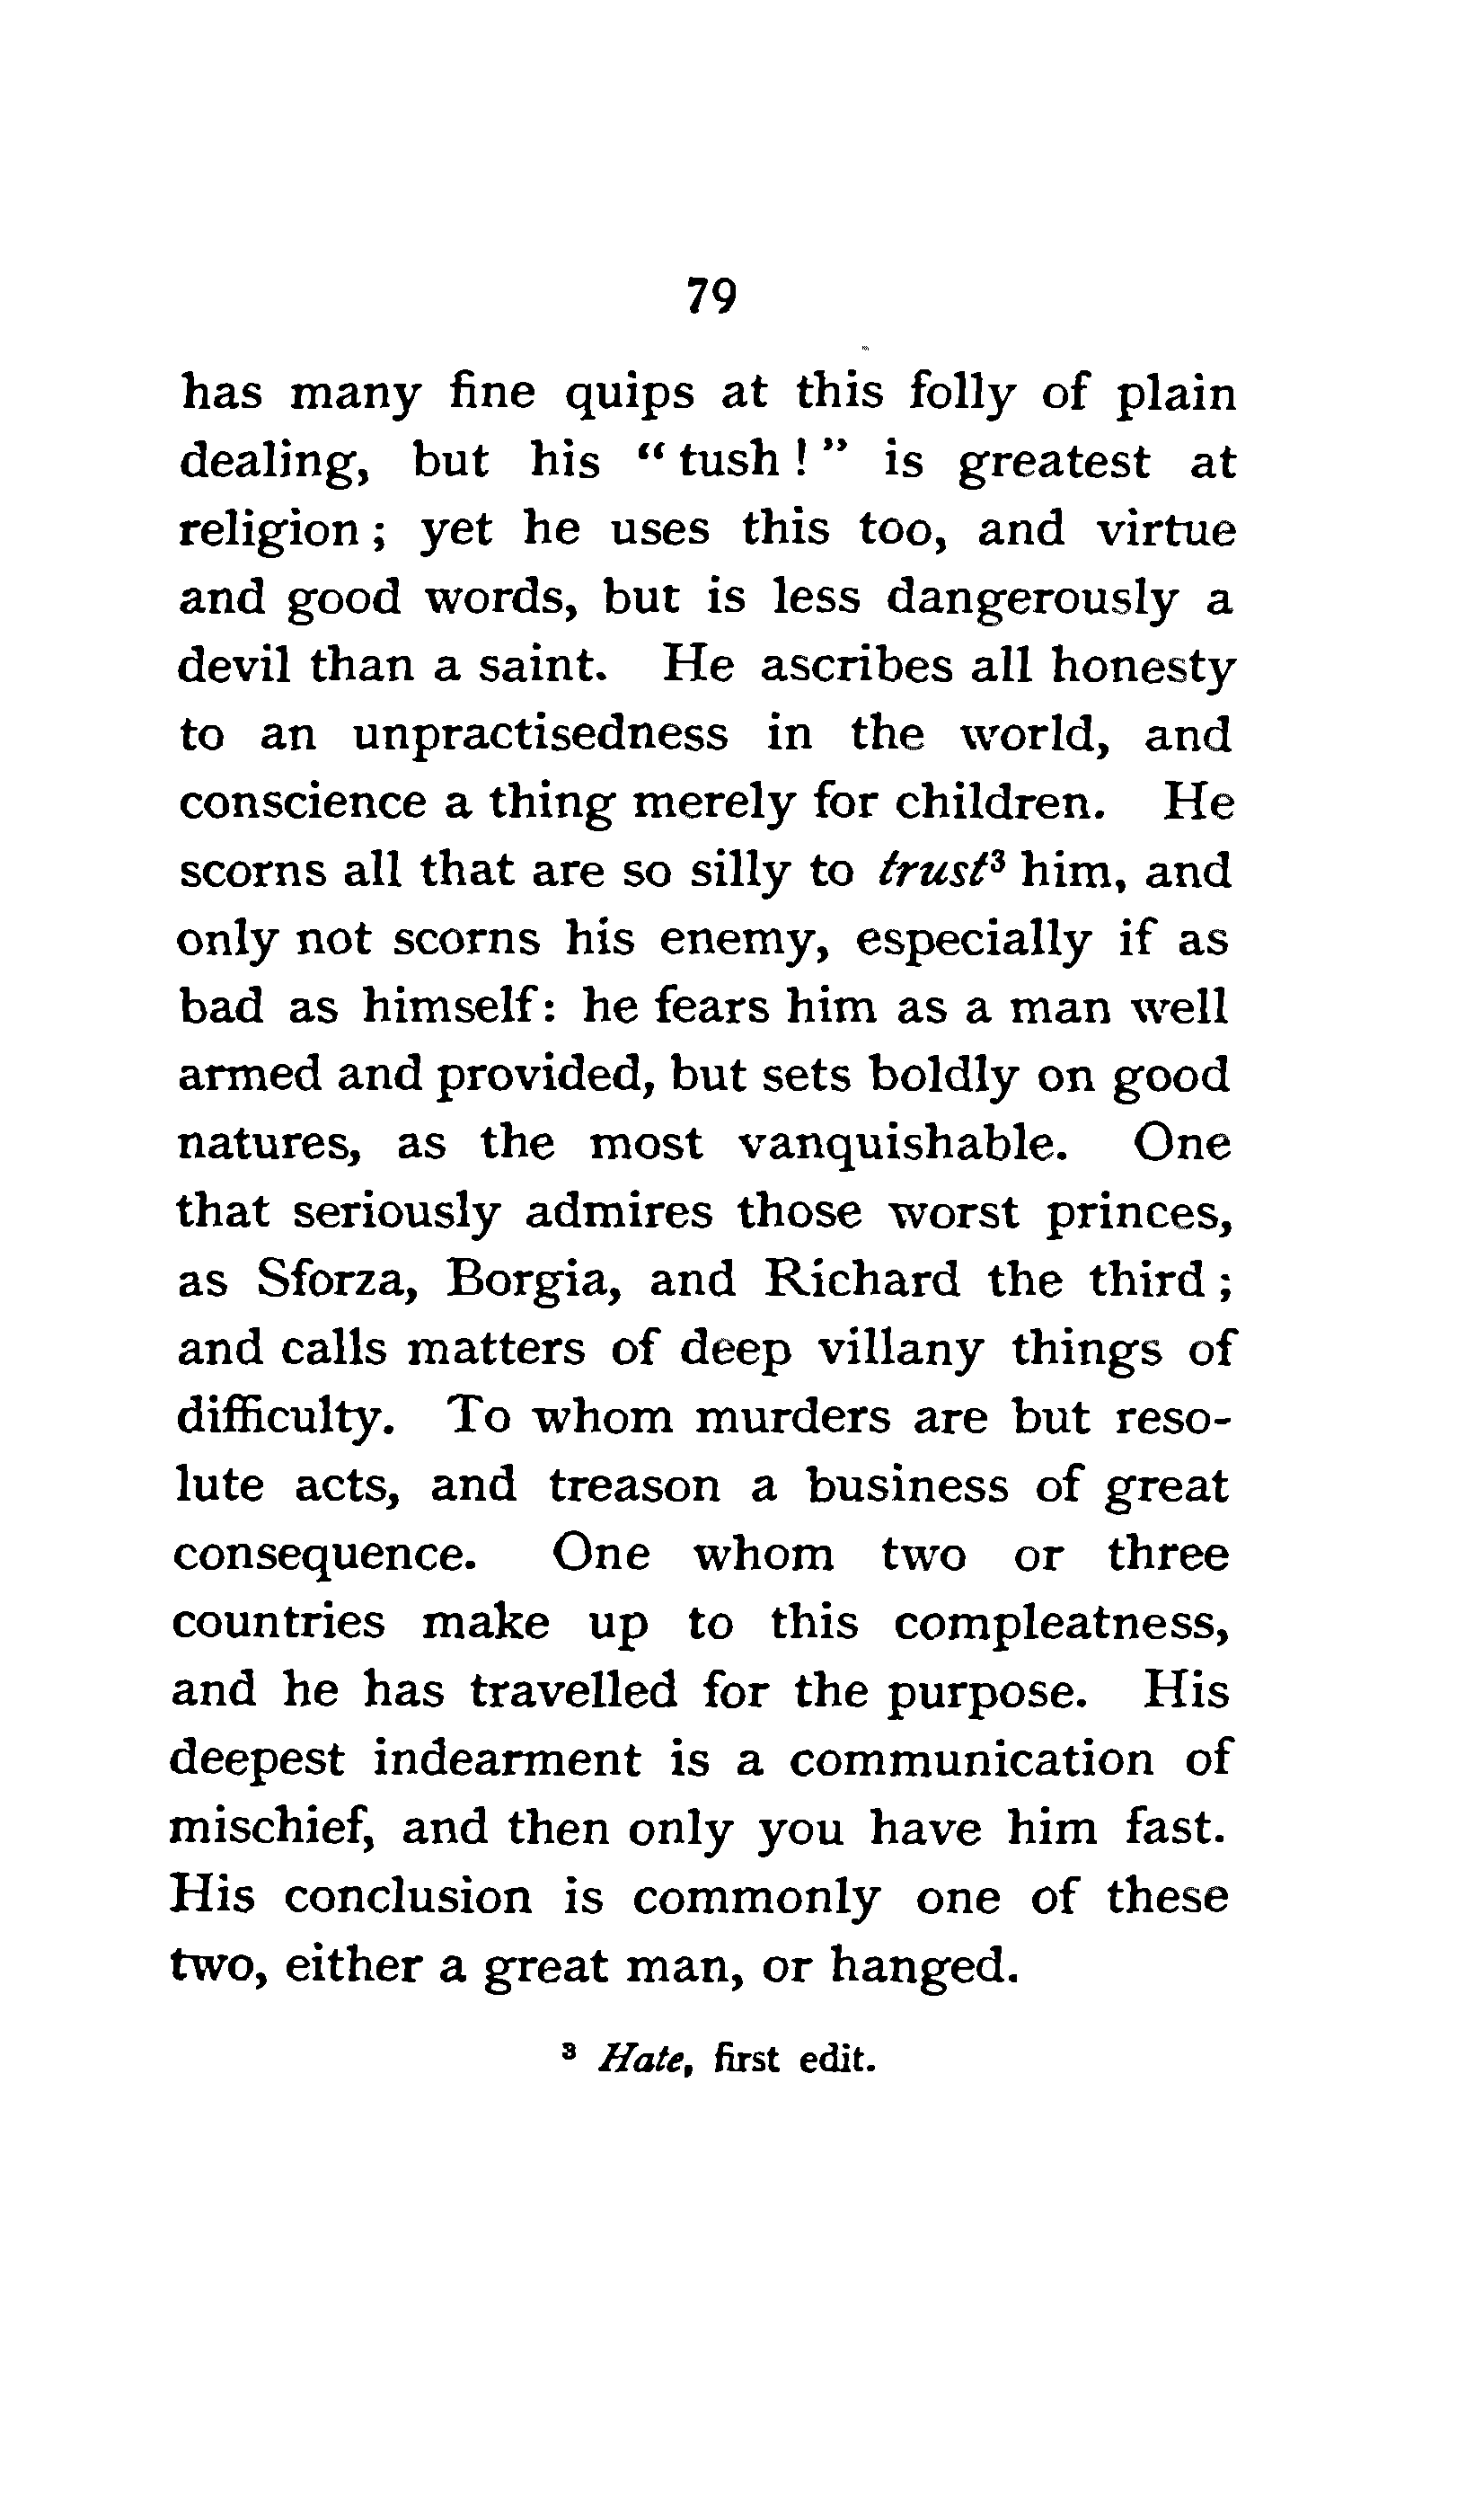 79
has many fine quips at this folly of plain
dealing, but his “ tush ! ” is greatest at
religion ; yet he uses this too, and virtue
and good words, but is less dangerously a
devil than a saint. He ascribes all honesty
to an unpractisedness in the world, and
conscience a thing merely for children. He
scorns all that are so silly to trust³ him, and
only not scorns his enemy, especially if as
bad as himself: he fears him as a man well
armed and provided, but sets boldly on good
natures, as the most vanquishable. One
that seriously admires those worst princes,
as Sforza, Borgia, and Richard the third ;
and calls matters of deep villany things of
difficulty. To whom murders are but reso-
lute acts, and treason a business of great
consequence. One whom two or three
countries make up to this compleatness,
and he has travelled for the purpose. His
deepest indearment is a communication of
mischief, and then only you have him fast.
His conclusion is commonly one of these
two, either a great man, or hanged.
³ Hate, first edit.